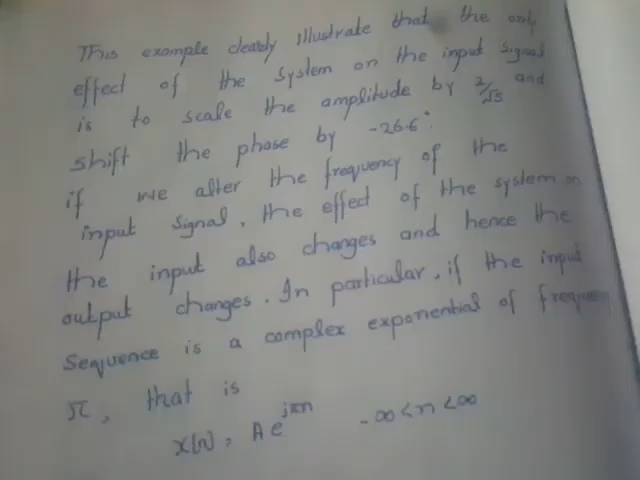 This example clearly illustrate that the only
effect of the system on the input signal
is to scale the amplitude by 2/√5 and
shift the phase by -26.6°.
if we alter the frequency of the
input signal, the effect of the system on
the input also changes and hence the
output changes. In particular, if the input
sequence is a complex exponential of frequency
π, that is
x(n) = A e^jπn   -∞ < n < ∞